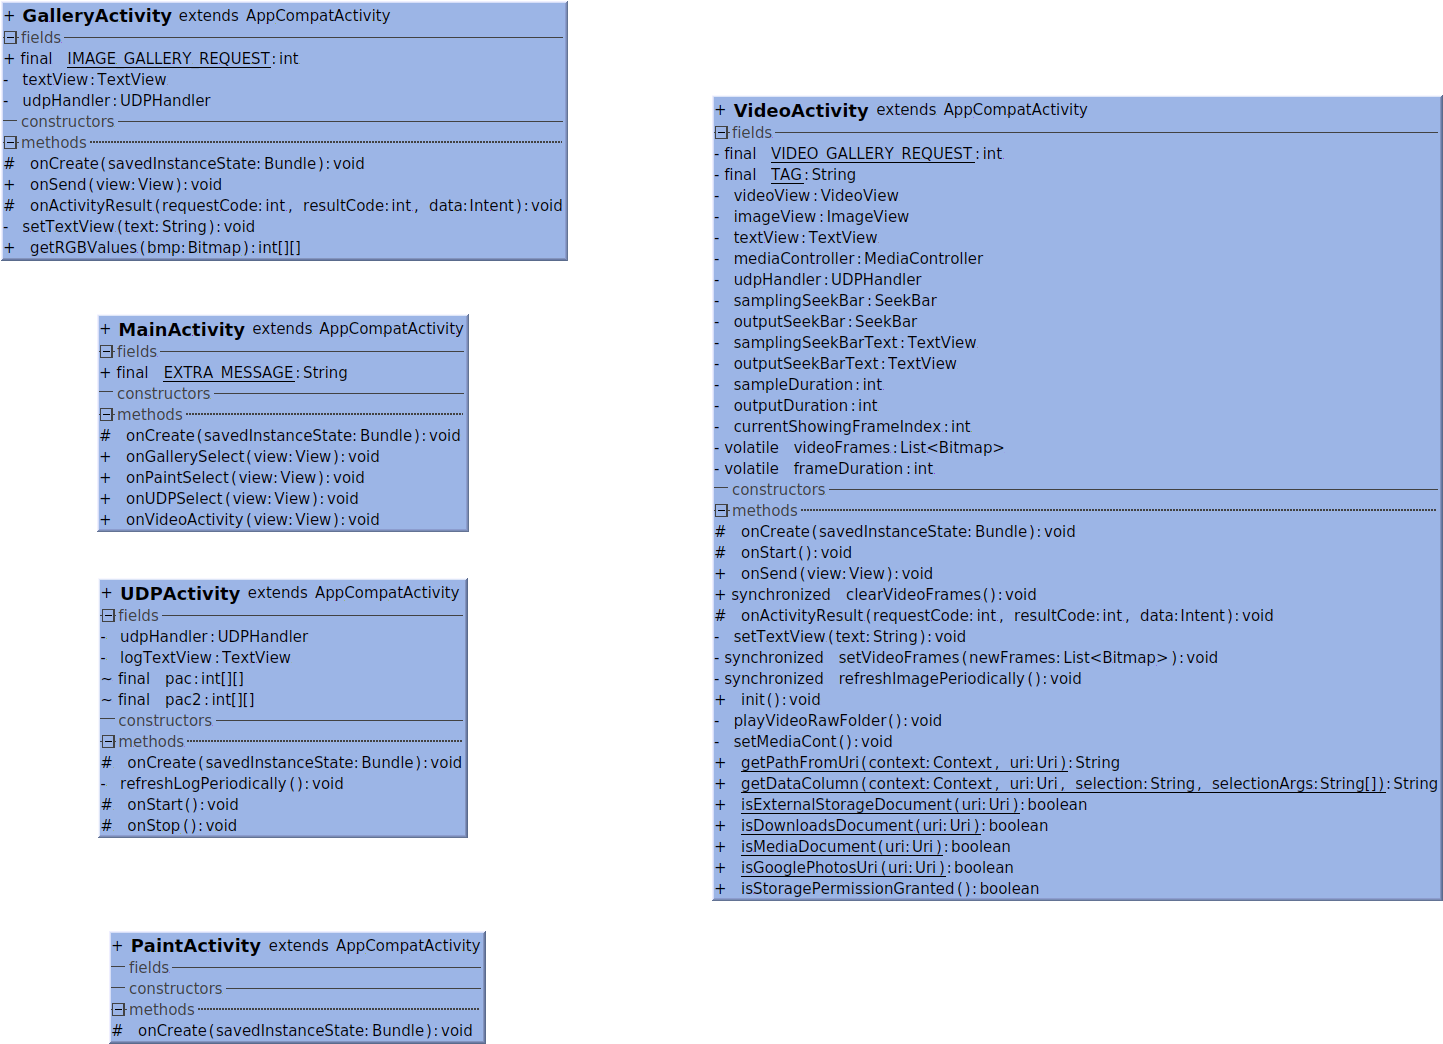 + GalleryActivity extends AppCompatActivity
fields
+ final IMAGE_GALLERY_REQUEST : int
- textView : TextView
- udpHandler : UDPHandler
constructors
methods
# onCreate (savedInstanceState: Bundle) : void
+ onSend (view: View) : void
# onActivityResult (requestCode: int, resultCode: int, data: Intent) : void
- setTextView (text: String) : void
+ getRGBValues (bmp: Bitmap) : int[][]
+ MainActivity extends AppCompatActivity
fields
+ final EXTRA_MESSAGE : String
constructors
methods
# onCreate (savedInstanceState: Bundle) : void
+ onGallerySelect (view: View) : void
+ onPaintSelect (view: View) : void
+ onUDPSelect (view: View) : void
+ onVideoActivity (view: View) : void
+ UDPActivity extends AppCompatActivity
fields
- udpHandler : UDPHandler
- logTextView : TextView
~ final pac : int[][]
~ final pac2 : int[][]
constructors
methods
# onCreate (savedInstanceState: Bundle) : void
- refreshLogPeriodically () : void
# onStart () : void
# onStop () : void
+ PaintActivity extends AppCompatActivity
fields
constructors
methods
# onCreate (savedInstanceState: Bundle) : void
+ VideoActivity extends AppCompatActivity
fields
- final VIDEO_GALLERY_REQUEST : int
- final TAG : String
- videoView : VideoView
- imageView : ImageView
- textView : TextView
- mediaController : MediaController
- udpHandler : UDPHandler
- samplingSeekBar : SeekBar
- outputSeekBar : SeekBar
- samplingSeekBarText : TextView
- outputSeekBarText : TextView
- sampleDuration : int
- outputDuration : int
- currentShowingFrameIndex : int
- volatile videoFrames : List<Bitmap>
- volatile frameDuration : int
constructors
methods
# onCreate (savedInstanceState: Bundle) : void
# onStart () : void
+ onSend (view: View) : void
+ synchronized clearVideoFrames () : void
# onActivityResult (requestCode: int, resultCode: int, data: Intent) : void
- setTextView (text: String) : void
- synchronized setVideoFrames (newFrames: List<Bitmap>) : void
- synchronized refreshImagePeriodically () : void
+ init () : void
- playVideoRawFolder () : void
- setMediaCont () : void
+ getPathFromUri (context: Context, uri: Uri) : String
+ getDataColumn (context: Context, uri: Uri, selection: String, selectionArgs: String[]) : String
+ isExternalStorageDocument (uri: Uri) : boolean
+ isDownloadsDocument (uri: Uri) : boolean
+ isMediaDocument (uri: Uri) : boolean
+ isGooglePhotosUri (uri: Uri) : boolean
+ isStoragePermissionGranted () : boolean